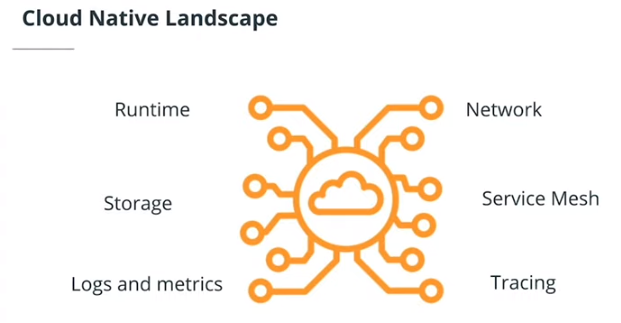 Cloud Native Landscape
Runtime
Network
Storage
Service Mesh
Logs and metrics
Tracing